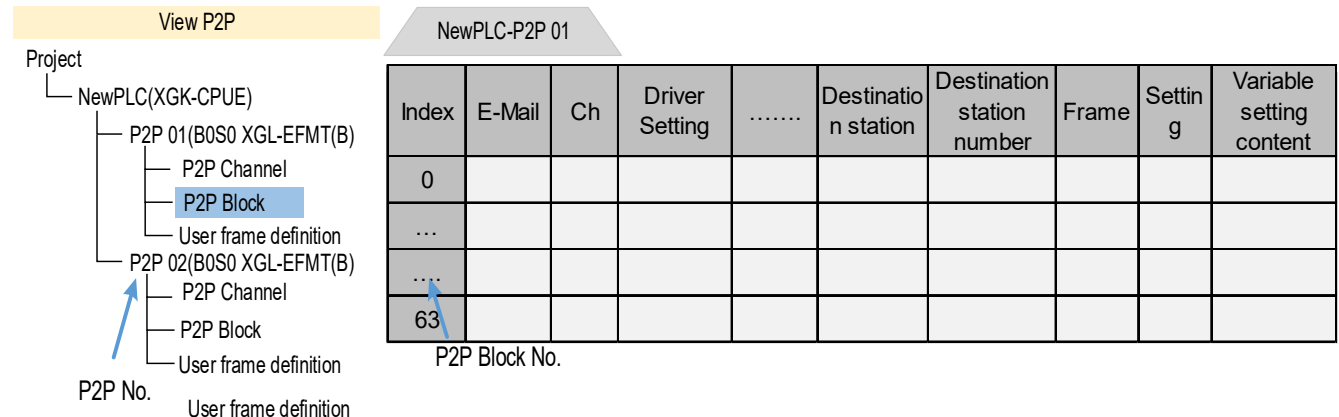 View P2P
Project
NewPLC(XGK-CPUE)
P2P 01(B0S0 XGL-EFMT(B)
P2P Channel
P2P Block
User frame definition
P2P 02(B0S0 XGL-EFMT(B)
P2P Channel
P2P Block
User frame definition
P2P No.
User frame definition
NewPLC-P2P 01
Index E-Mail Ch Driver Setting ....... Destinatio n station Destination station number Frame Settin g Variable setting content
0
...
....
63
P2P Block No.